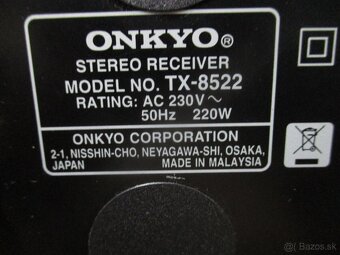 ONKYO®
STEREO RECEIVER
MODEL NO. TX-8522
RATING: AC 230V ~
50Hz 220W
ONKYO CORPORATION
2-1, NISSHIN-CHO, NEYAGAWA-SHI, OSAKA,
JAPAN MADE IN MALAYSIA
Bazos.sk